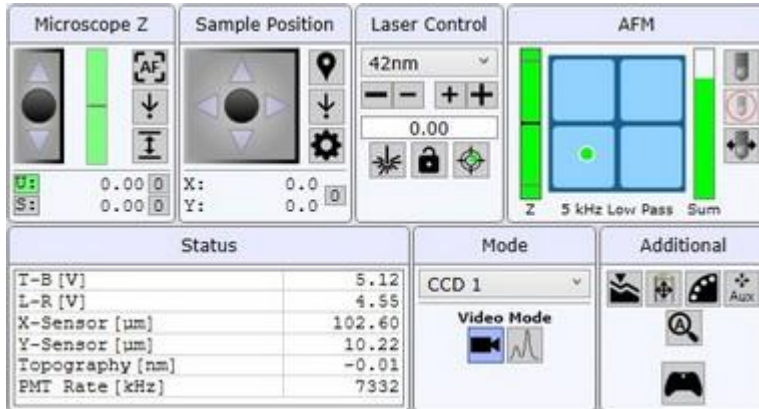 Microscope Z
AF
U: 0.00 0
S: 0.00 0
Sample Position
X: 0.0
Y: 0.0
0
Laser Control
42nm
0.00
AFM
Z 5 kHz Low Pass Sum
Status
T-B [V] 5.12
L-R [V] 4.55
X-Sensor [µm] 102.60
Y-Sensor [µm] 10.22
Topography [nm] -0.01
PMT Rate [kHz] 7332
Mode
CCD 1
Video Mode
Additional
Aux
A